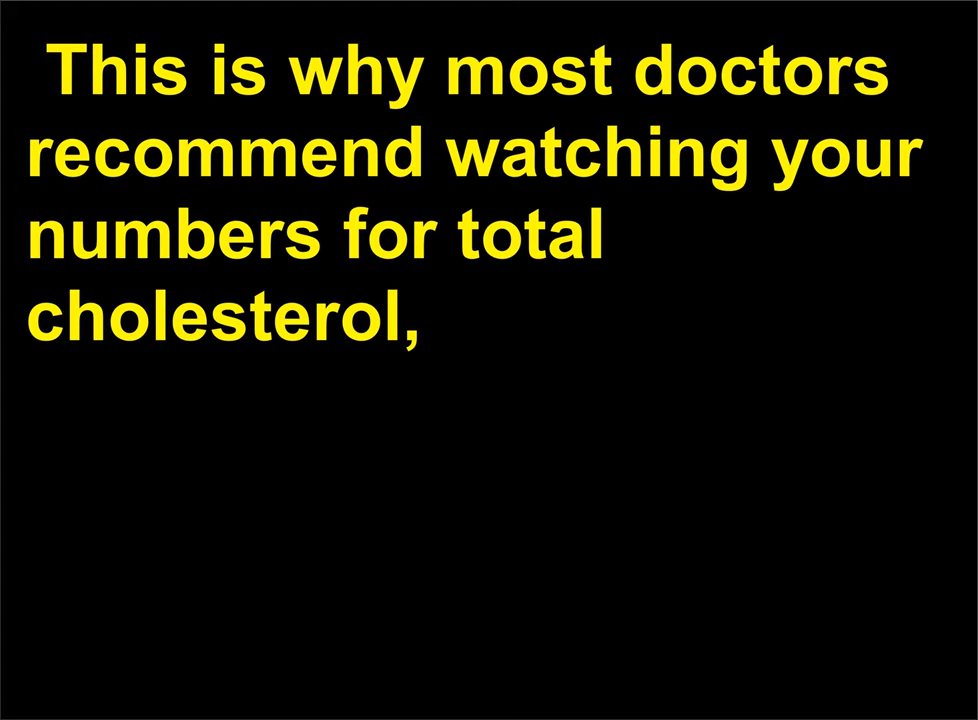 This is why most doctors
recommend watching your
numbers for total
cholesterol,